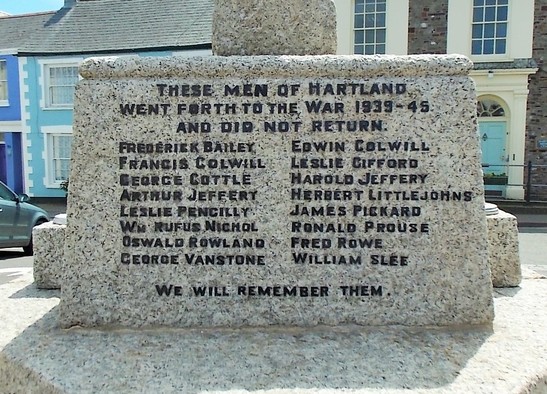 THESE MEN OF HARTLAND
WENT FORTH TO THE WAR 1939-45
AND DID NOT RETURN.
FREDERICK BAILEY EDWIN COLWILL
FRANCIS COLWILL LESLIE GIFFORD
GEORGE COTTLE HAROLD JEFFERY
ARTHUR JEFFERY HERBERT LITTLEJOHNS
LESLIE PENGILLY JAMES PICKARD
WM RUFUS NICHOL RONALD PROUSE
OSWALD ROWLAND FRED ROWE
GEORGE VANSTONE WILLIAM SLEE
WE WILL REMEMBER THEM.